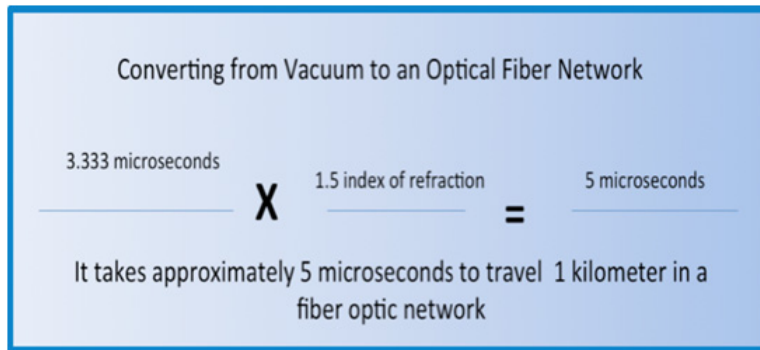 Converting from Vacuum to an Optical Fiber Network
3.333 microseconds
X
1.5 index of refraction
=
5 microseconds
It takes approximately 5 microseconds to travel 1 kilometer in a
fiber optic network